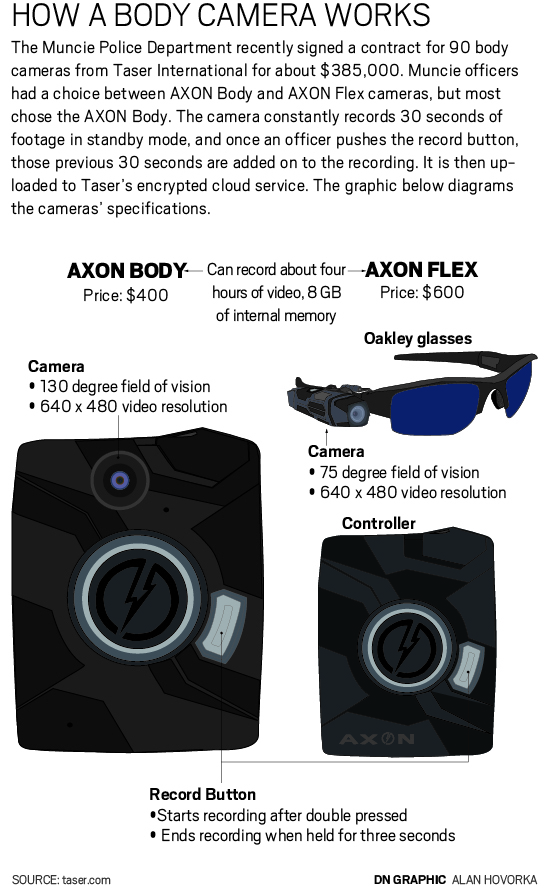 HOW A BODY CAMERA WORKS
The Muncie Police Department recently signed a contract for 90 body
cameras from Taser International for about $385,000. Muncie officers
had a choice between AXON Body and AXON Flex cameras, but most
chose the AXON Body. The camera constantly records 30 seconds of
footage in standby mode, and once an officer pushes the record button,
those previous 30 seconds are added on to the recording. It is then up-
loaded to Taser's encrypted cloud service. The graphic below diagrams
the cameras' specifications.
AXON BODY
Price: $400
Can record about four
hours of video, 8 GB
of internal memory
AXON FLEX
Price: $600
Oakley glasses
Camera
• 130 degree field of vision
• 640 x 480 video resolution
Camera
• 75 degree field of vision
• 640 x 480 video resolution
Controller
AXON
Record Button
•Starts recording after double pressed
• Ends recording when held for three seconds
SOURCE: taser.com
DN GRAPHIC ALAN HOVORKA